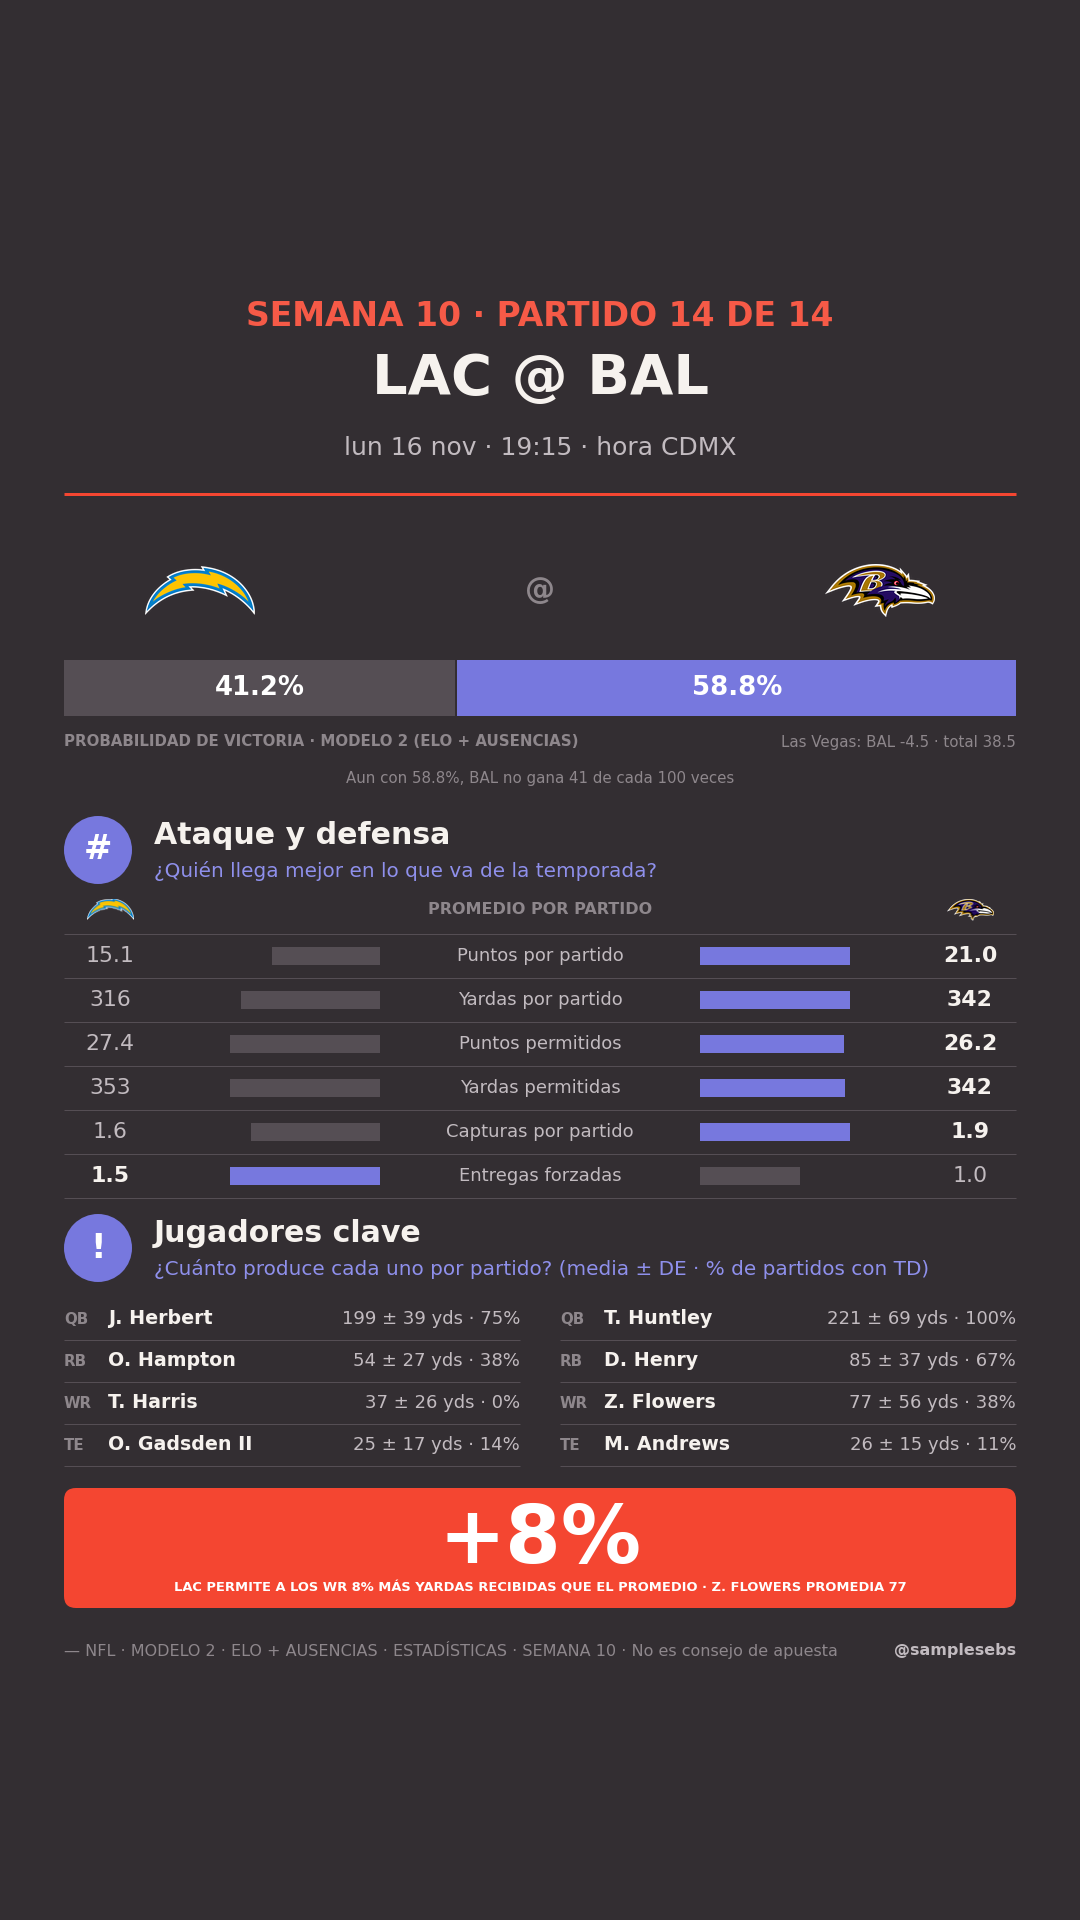 SEMANA 10 · PARTIDO 14 DE 14
LAC @ BAL
lun 16 nov · 19:15 · hora CDMX
@
B
41.2%
58.8%
PROBABILIDAD DE VICTORIA · MODELO 2 (ELO + AUSENCIAS)
Las Vegas: BAL -4.5 · total 38.5
Aun con 58.8%, BAL no gana 41 de cada 100 veces
#
Ataque y defensa
¿Quién llega mejor en lo que va de la temporada?
PROMEDIO POR PARTIDO
B
15.1 Puntos por partido 21.0
316 Yardas por partido 342
27.4 Puntos permitidos 26.2
353 Yardas permitidas 342
1.6 Capturas por partido 1.9
1.5 Entregas forzadas 1.0
!
Jugadores clave
¿Cuánto produce cada uno por partido? (media ± DE · % de partidos con TD)
QB J. Herbert 199 ± 39 yds · 75%
RB O. Hampton 54 ± 27 yds · 38%
WR T. Harris 37 ± 26 yds · 0%
TE O. Gadsden II 25 ± 17 yds · 14%
QB T. Huntley 221 ± 69 yds · 100%
RB D. Henry 85 ± 37 yds · 67%
WR Z. Flowers 77 ± 56 yds · 38%
TE M. Andrews 26 ± 15 yds · 11%
+8%
LAC PERMITE A LOS WR 8% MÁS YARDAS RECIBIDAS QUE EL PROMEDIO · Z. FLOWERS PROMEDIA 77
— NFL · MODELO 2 · ELO + AUSENCIAS · ESTADÍSTICAS · SEMANA 10 · No es consejo de apuesta
@samplesebs